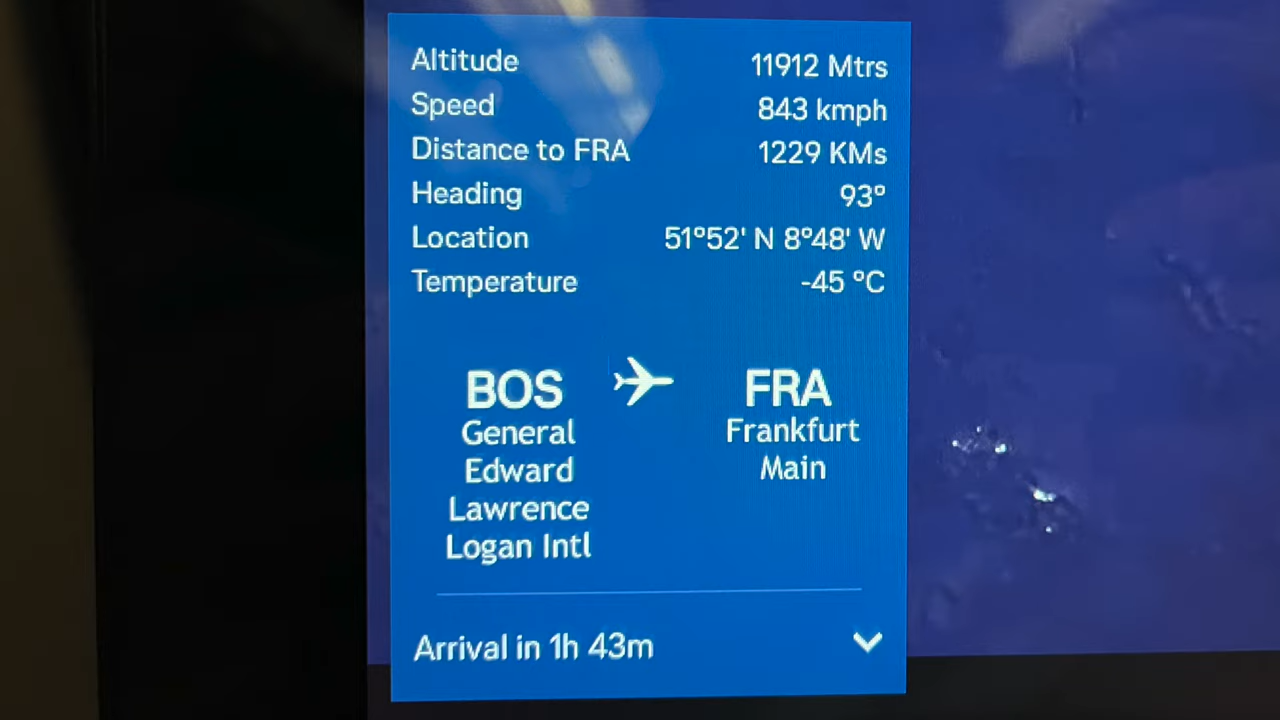 Altitude 11912 Mtrs
Speed 843 kmph
Distance to FRA 1229 KMs
Heading 93°
Location 51°52' N 8°48' W
Temperature -45 °C
BOS FRA
General Frankfurt
Edward Main
Lawrence
Logan Intl
Arrival in 1h 43m